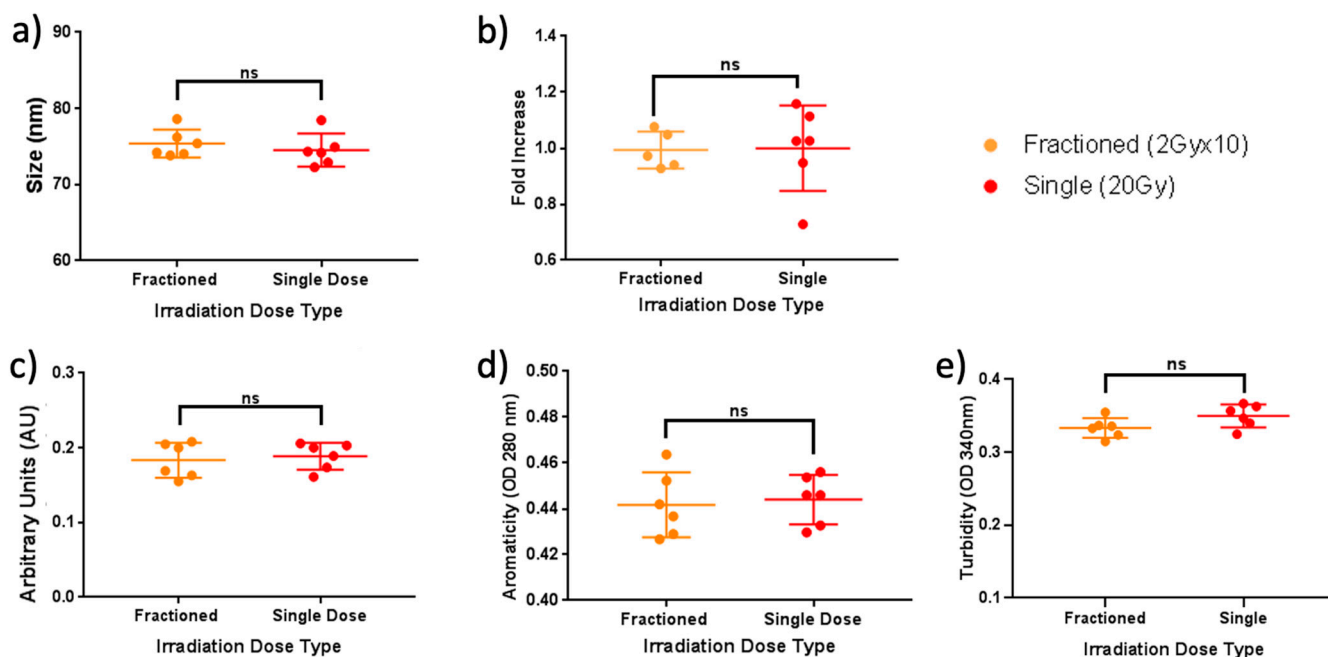 a)
90
80
70
60
Size (nm)
ns
Fractioned Single Dose
Irradiation Dose Type
b)
1.4
1.2
1.0
0.8
0.6
Fold Increase
ns
Fractioned Single
Irradiation Dose Type
Fractioned (2Gyx10)
Single (20Gy)
c)
0.3
0.2
0.1
0.0
Arbitrary Units (AU)
ns
Fractioned Single Dose
Irradiation Dose Type
d)
0.50
0.48
0.46
0.44
0.42
0.40
Aromaticity (OD 280 nm)
ns
Fractioned Single Dose
Irradiation Dose Type
e)
0.4
0.3
0.2
0.1
Turbidity (OD 340nm)
ns
Fractioned Single
Irradiation Dose Type